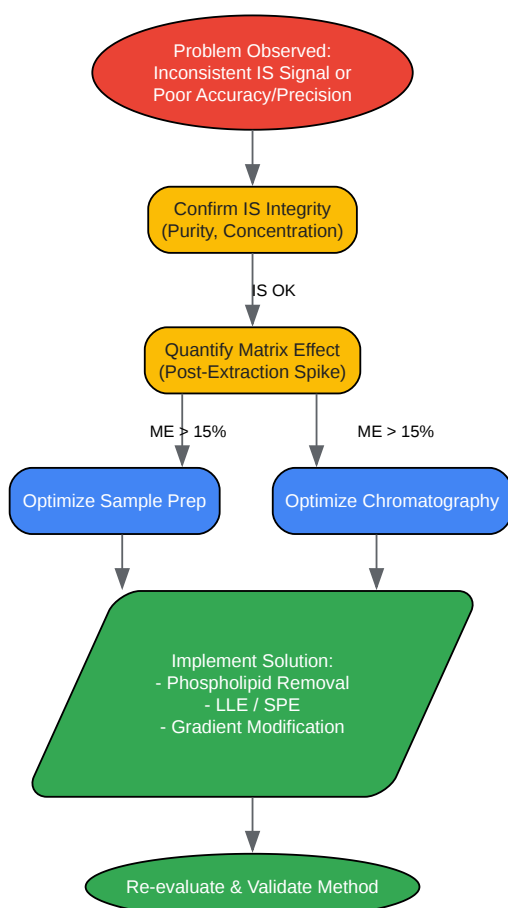 Problem Observed:
Inconsistent IS Signal or
Poor Accuracy/Precision
Confirm IS Integrity
(Purity, Concentration)
IS OK
Quantify Matrix Effect
(Post-Extraction Spike)
ME > 15%
ME > 15%
Optimize Sample Prep
Optimize Chromatography
Implement Solution:
- Phospholipid Removal
- LLE / SPE
- Gradient Modification
Re-evaluate & Validate Method